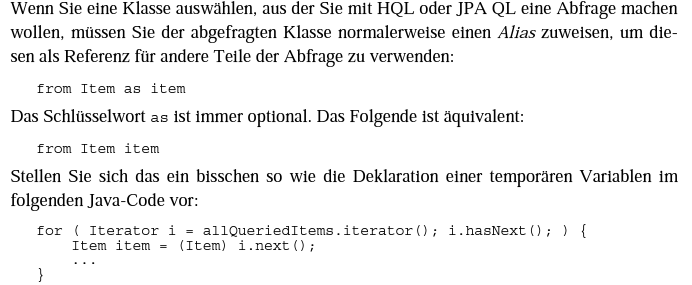 Wenn Sie eine Klasse auswählen, aus der Sie mit HQL oder JPA QL eine Abfrage machen
wollen, müssen Sie der abgefragten Klasse normalerweise einen Alias zuweisen, um die-
sen als Referenz für andere Teile der Abfrage zu verwenden:
from Item as item
Das Schlüsselwort as ist immer optional. Das Folgende ist äquivalent:
from Item item
Stellen Sie sich das ein bisschen so wie die Deklaration einer temporären Variablen im
folgenden Java-Code vor:
for ( Iterator i = allQueriedItems.iterator(); i.hasNext(); ) {
    Item item = (Item) i.next();
    ...
}